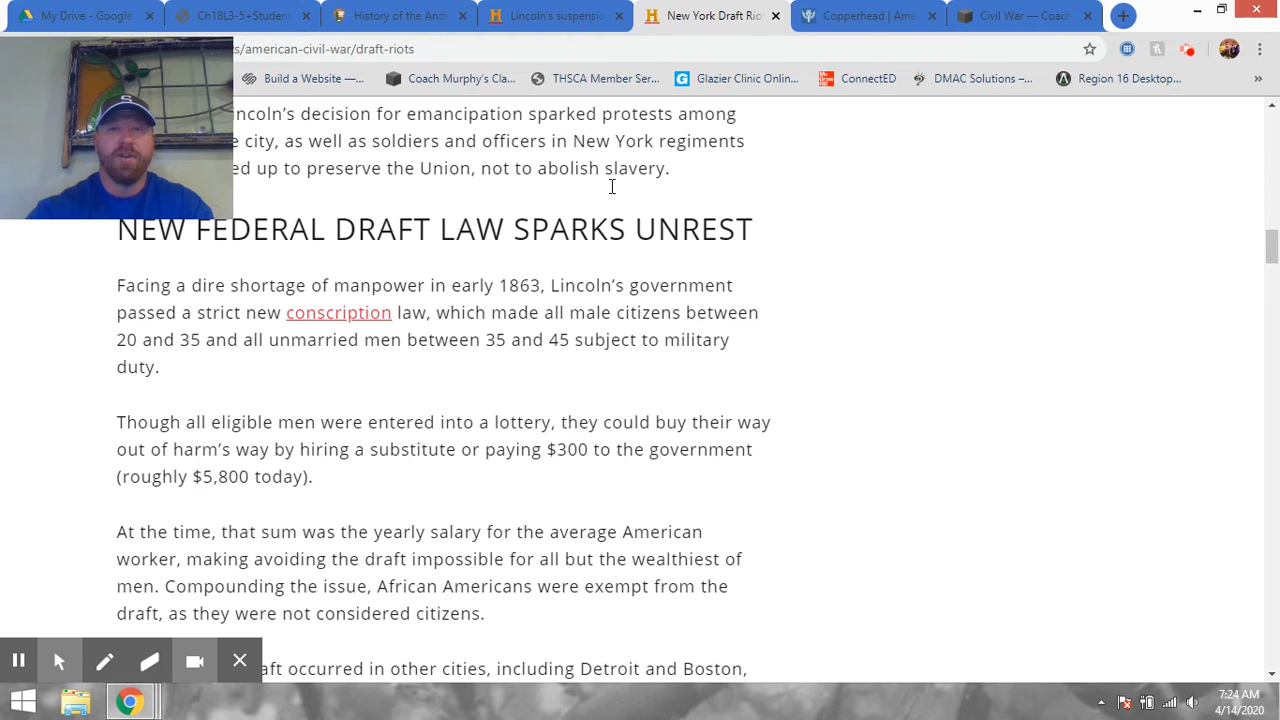 My Drive - Google
Ch18L3-5+Student
History of the Andr
Lincoln's suspensio
New York Draft Rio
Copperhead | Ame
Civil War — Coach
s/american-civil-war/draft-riots
Build a Website —...
Coach Murphy's Cla...
THSCA Member Ser...
Glazier Clinic Onlin...
ConnectED
DMAC Solutions –...
Region 16 Desktop...
»
ncoln's decision for emancipation sparked protests among
e city, as well as soldiers and officers in New York regiments
ed up to preserve the Union, not to abolish slavery.
NEW FEDERAL DRAFT LAW SPARKS UNREST
Facing a dire shortage of manpower in early 1863, Lincoln's government
passed a strict new conscription law, which made all male citizens between
20 and 35 and all unmarried men between 35 and 45 subject to military
duty.
Though all eligible men were entered into a lottery, they could buy their way
out of harm's way by hiring a substitute or paying $300 to the government
(roughly $5,800 today).
At the time, that sum was the yearly salary for the average American
worker, making avoiding the draft impossible for all but the wealthiest of
men. Compounding the issue, African Americans were exempt from the
draft, as they were not considered citizens.
aft occurred in other cities, including Detroit and Boston,
7:24 AM
4/14/2020